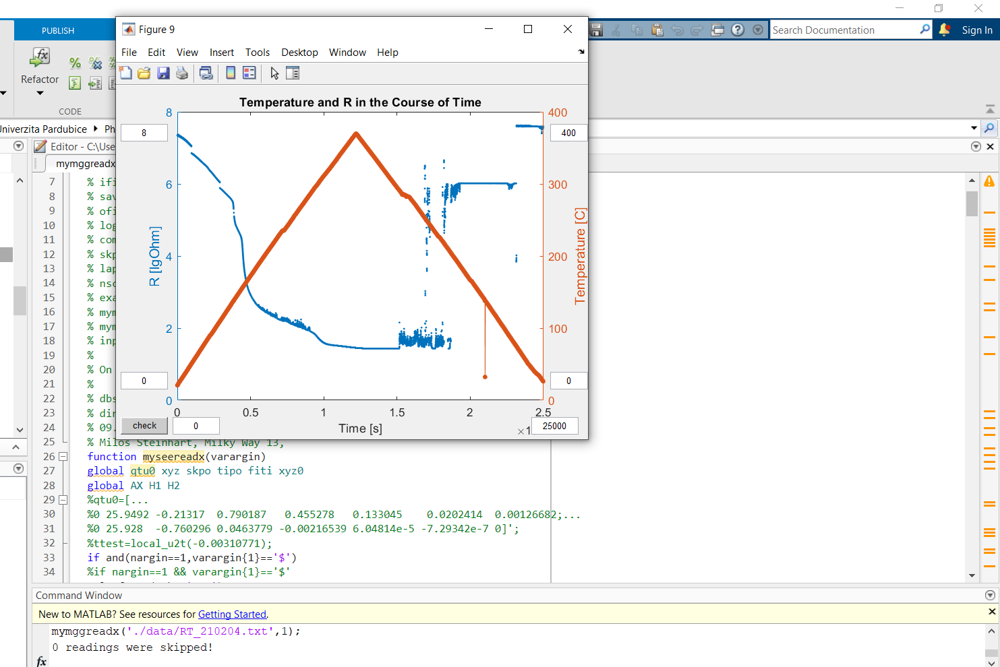 PUBLISH
Refactor
CODE
Figure 9
File Edit View Insert Tools Desktop Window Help
Search Documentation
Sign In
Temperature and R in the Course of Time
8
6
4
2
0
R [lgOhm]
400
300
200
100
0
Temperature [C]
0 0.5 1 1.5 2 2.5
Time [s]
8
0
400
0
check
0
25000
Univerzita Pardubice
Editor - C:\Use
mymggreadx
7 % ifi
8 % sav
9 % ofi
10 % log
11 % com
12 % skp
13 % lap
14 % nso
15 % exa
16 % mym
17 % mym
18 % inp
19 %
20 % On
21 %
22 % dbs
23 % dir
24 % 09.
25 % Milos Steinhart, Milky Way 13,
26 function myseereadx(varargin)
27 global qtu0 xyz skpo tipo fiti xyz0
28 global AX H1 H2
29 %qtu0=[...
30 %0 25.9492 -0.21317 0.790187 0.455278 0.133045 0.0202414 0.00126682;...
31 %0 25.928 -0.760296 0.0463779 -0.00216539 6.04814e-5 -7.29342e-7 0]';
32 %ttest=local_u2t(-0.00310771);
33 if and(nargin==1,varargin{1}=='$')
34 %if nargin==1 && varargin{1}=='$'
Command Window
New to MATLAB? See resources for Getting Started.
mymggreadx('./data/RT_210204.txt',1);
0 readings were skipped!
fx